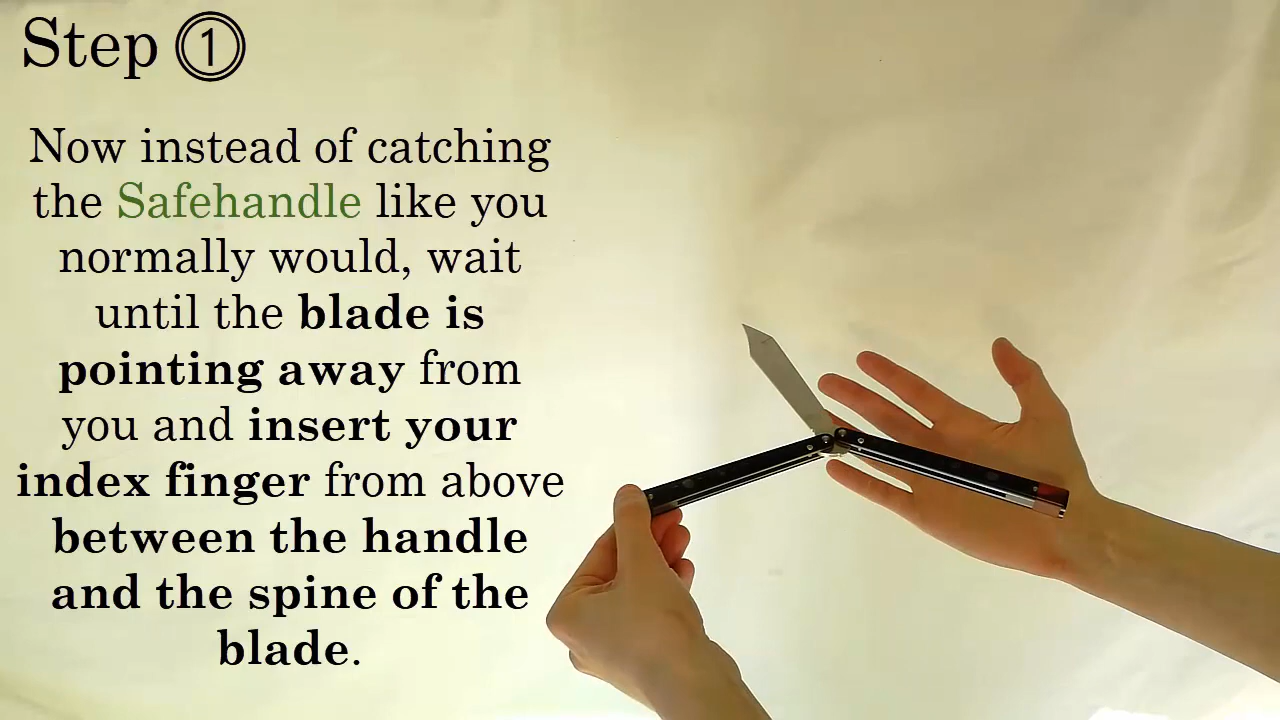 Step ①
Now instead of catching
the Safehandle like you
normally would, wait
until the blade is
pointing away from
you and insert your
index finger from above
between the handle
and the spine of the
blade.